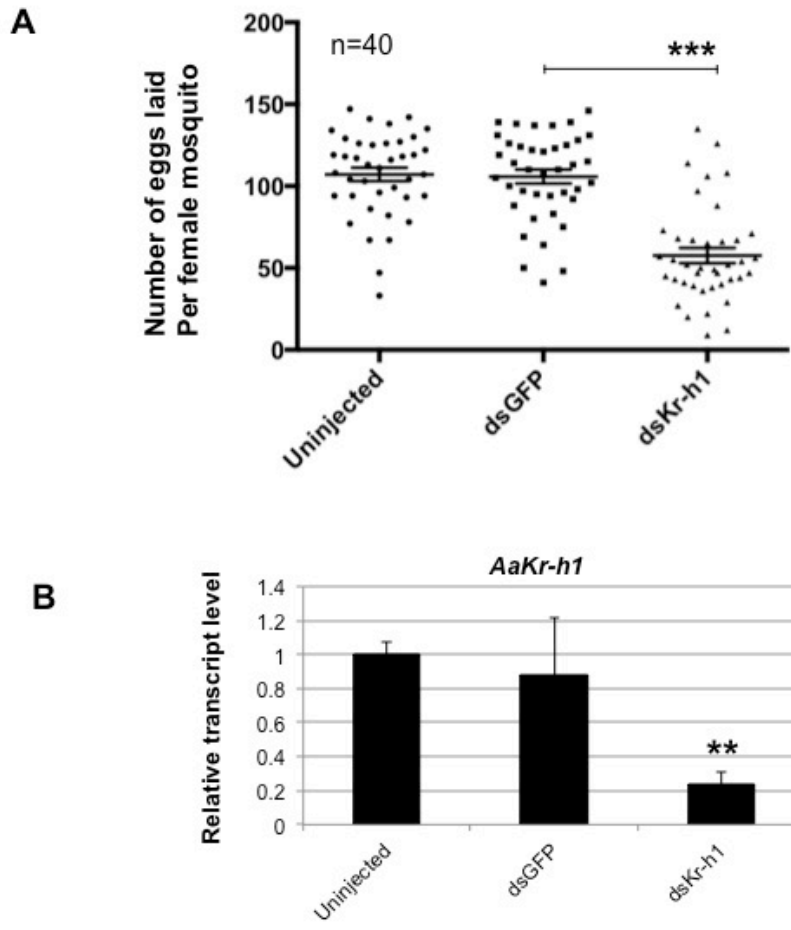 A
200
150
100
50
0
Number of eggs laid
Per female mosquito
n=40
***
Uninjected
dsGFP
dsKr-h1
B
AaKr-h1
1.4
1.2
1
0.8
0.6
0.4
0.2
0
Relative transcript level
**
Uninjected
dsGFP
dsKr-h1